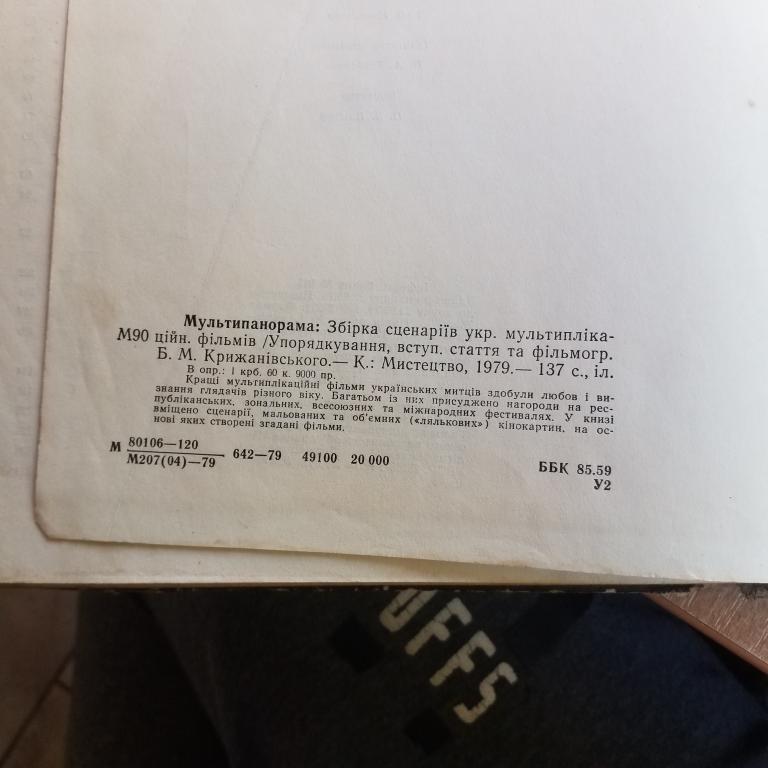 Мультипанорама: Збірка сценаріїв укр. мультипліка-
М90 ційн. фільмів /Упорядкування, вступ. стаття та фільмогр.
Б. М. Крижанівського.— К.: Мистецтво, 1979.— 137 с., іл.
В опр.: 1 крб. 60 к. 9000 пр.
Кращі мультиплікаційні фільми українських митців здобули любов і ви-
знання глядачів різного віку. Багатьом із них присуджено нагороди на рес-
публіканських, зональних, всесоюзних та міжнародних фестивалях. У книзі
вміщено сценарії, мальованих та об'ємних («лялькових») кінокартин, на ос-
нові яких створені згадані фільми.
М 80106—120
М207(04)—79 642—79 49100 20 000
ББК 85.59
У2
UFFS